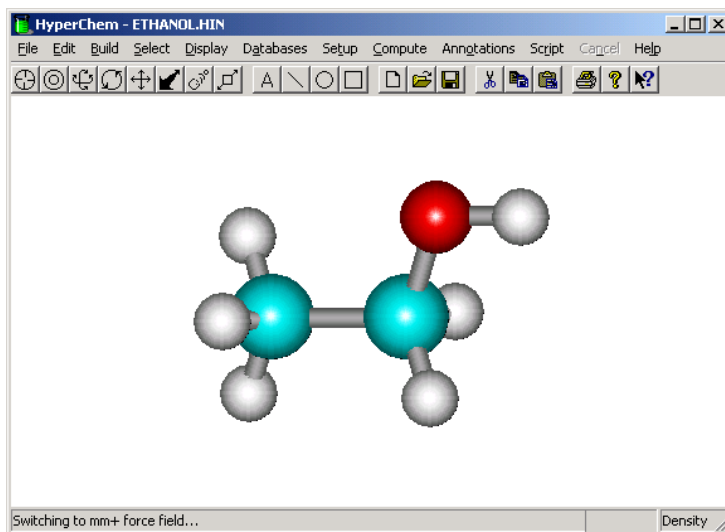 HyperChem - ETHANOL.HIN
File Edit Build Select Display Databases Setup Compute Annotations Script Cancel Help
A
Switching to mm+ force field...
Density